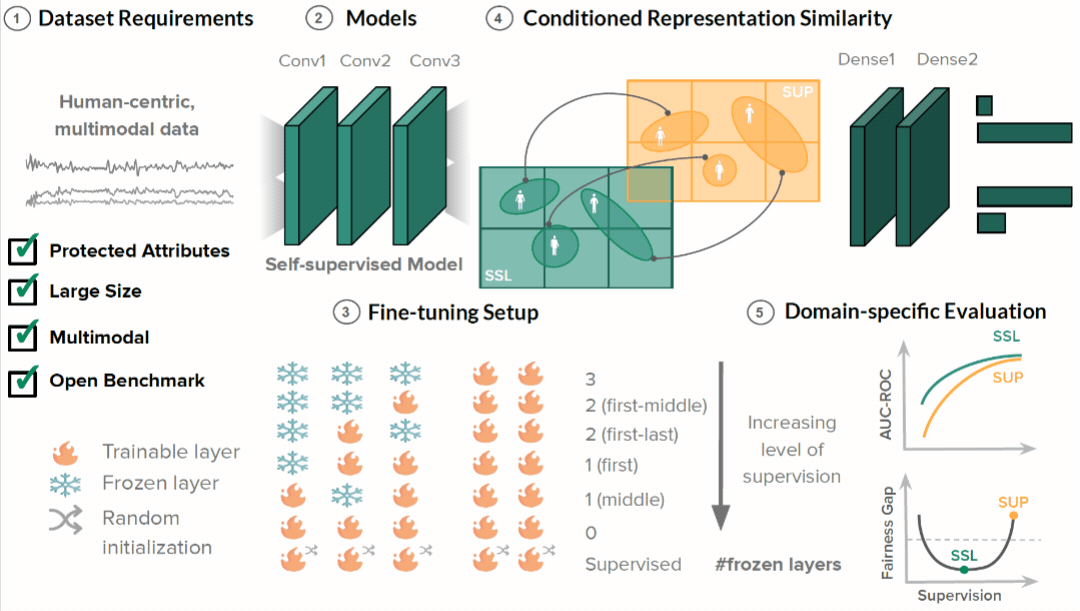 1 Dataset Requirements
Human-centric,
multimodal data
Protected Attributes
Large Size
Multimodal
Open Benchmark
Trainable layer
Frozen layer
Random
initialization
2 Models
Conv1 Conv2 Conv3
Self-supervised Model
3 Fine-tuning Setup
3
2 (first-middle)
2 (first-last)
1 (first)
1 (middle)
0
Supervised
#frozen layers
Increasing
level of
supervision
4 Conditioned Representation Similarity
SUP
SSL
Dense1 Dense2
5 Domain-specific Evaluation
AUC-ROC
SSL
SUP
Fairness Gap
SUP
SSL
Supervision